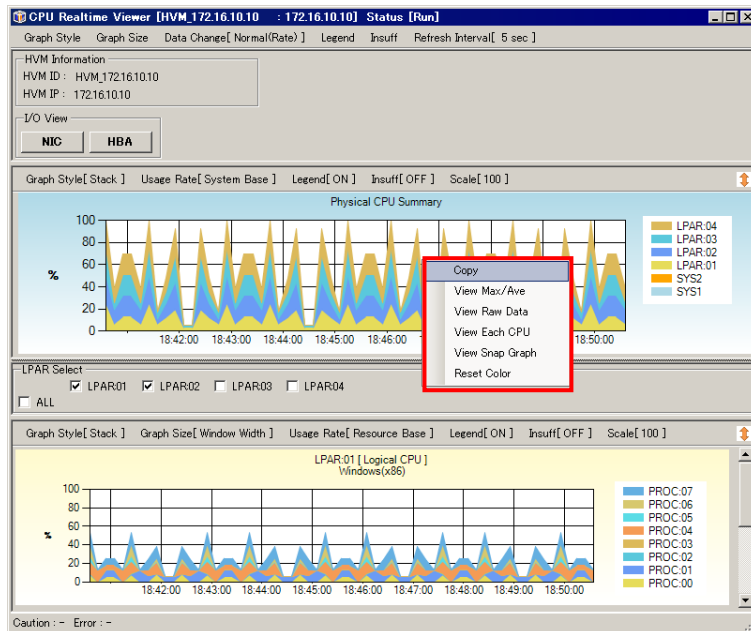 CPU Realtime Viewer [HVM_172.16.10.10 : 172.16.10.10] Status [Run]
Graph Style Graph Size Data Change[ Normal(Rate) ] Legend Insuff Refresh Interval[ 5 sec ]
HVM Information
HVM ID : HVM_172.16.10.10
HVM IP : 172.16.10.10
I/O View
NIC HBA
Graph Style[ Stack ] Usage Rate[ System Base ] Legend[ ON ] Insuff[ OFF ] Scale[ 100 ]
Physical CPU Summary
100
80
60
%
40
20
0
18:42:00 18:43:00 18:44:00 18:45:00 18:46:00 18:50:00
LPAR:04
LPAR:03
LPAR:02
LPAR:01
SYS2
SYS1
Copy
View Max/Ave
View Raw Data
View Each CPU
View Snap Graph
Reset Color
LPAR Select
LPAR:01 LPAR:02 LPAR:03 LPAR:04
ALL
Graph Style[ Stack ] Graph Size[ Window Width ] Usage Rate[ Resource Base ] Legend[ ON ] Insuff[ OFF ] Scale[ 100 ]
LPAR:01 [ Logical CPU ]
Windows(x86)
100
80
60
%
40
20
0
18:42:00 18:43:00 18:44:00 18:45:00 18:46:00 18:47:00 18:48:00 18:49:00 18:50:00
PROC:07
PROC:06
PROC:05
PROC:04
PROC:03
PROC:02
PROC:01
PROC:00
Caution : - Error : -